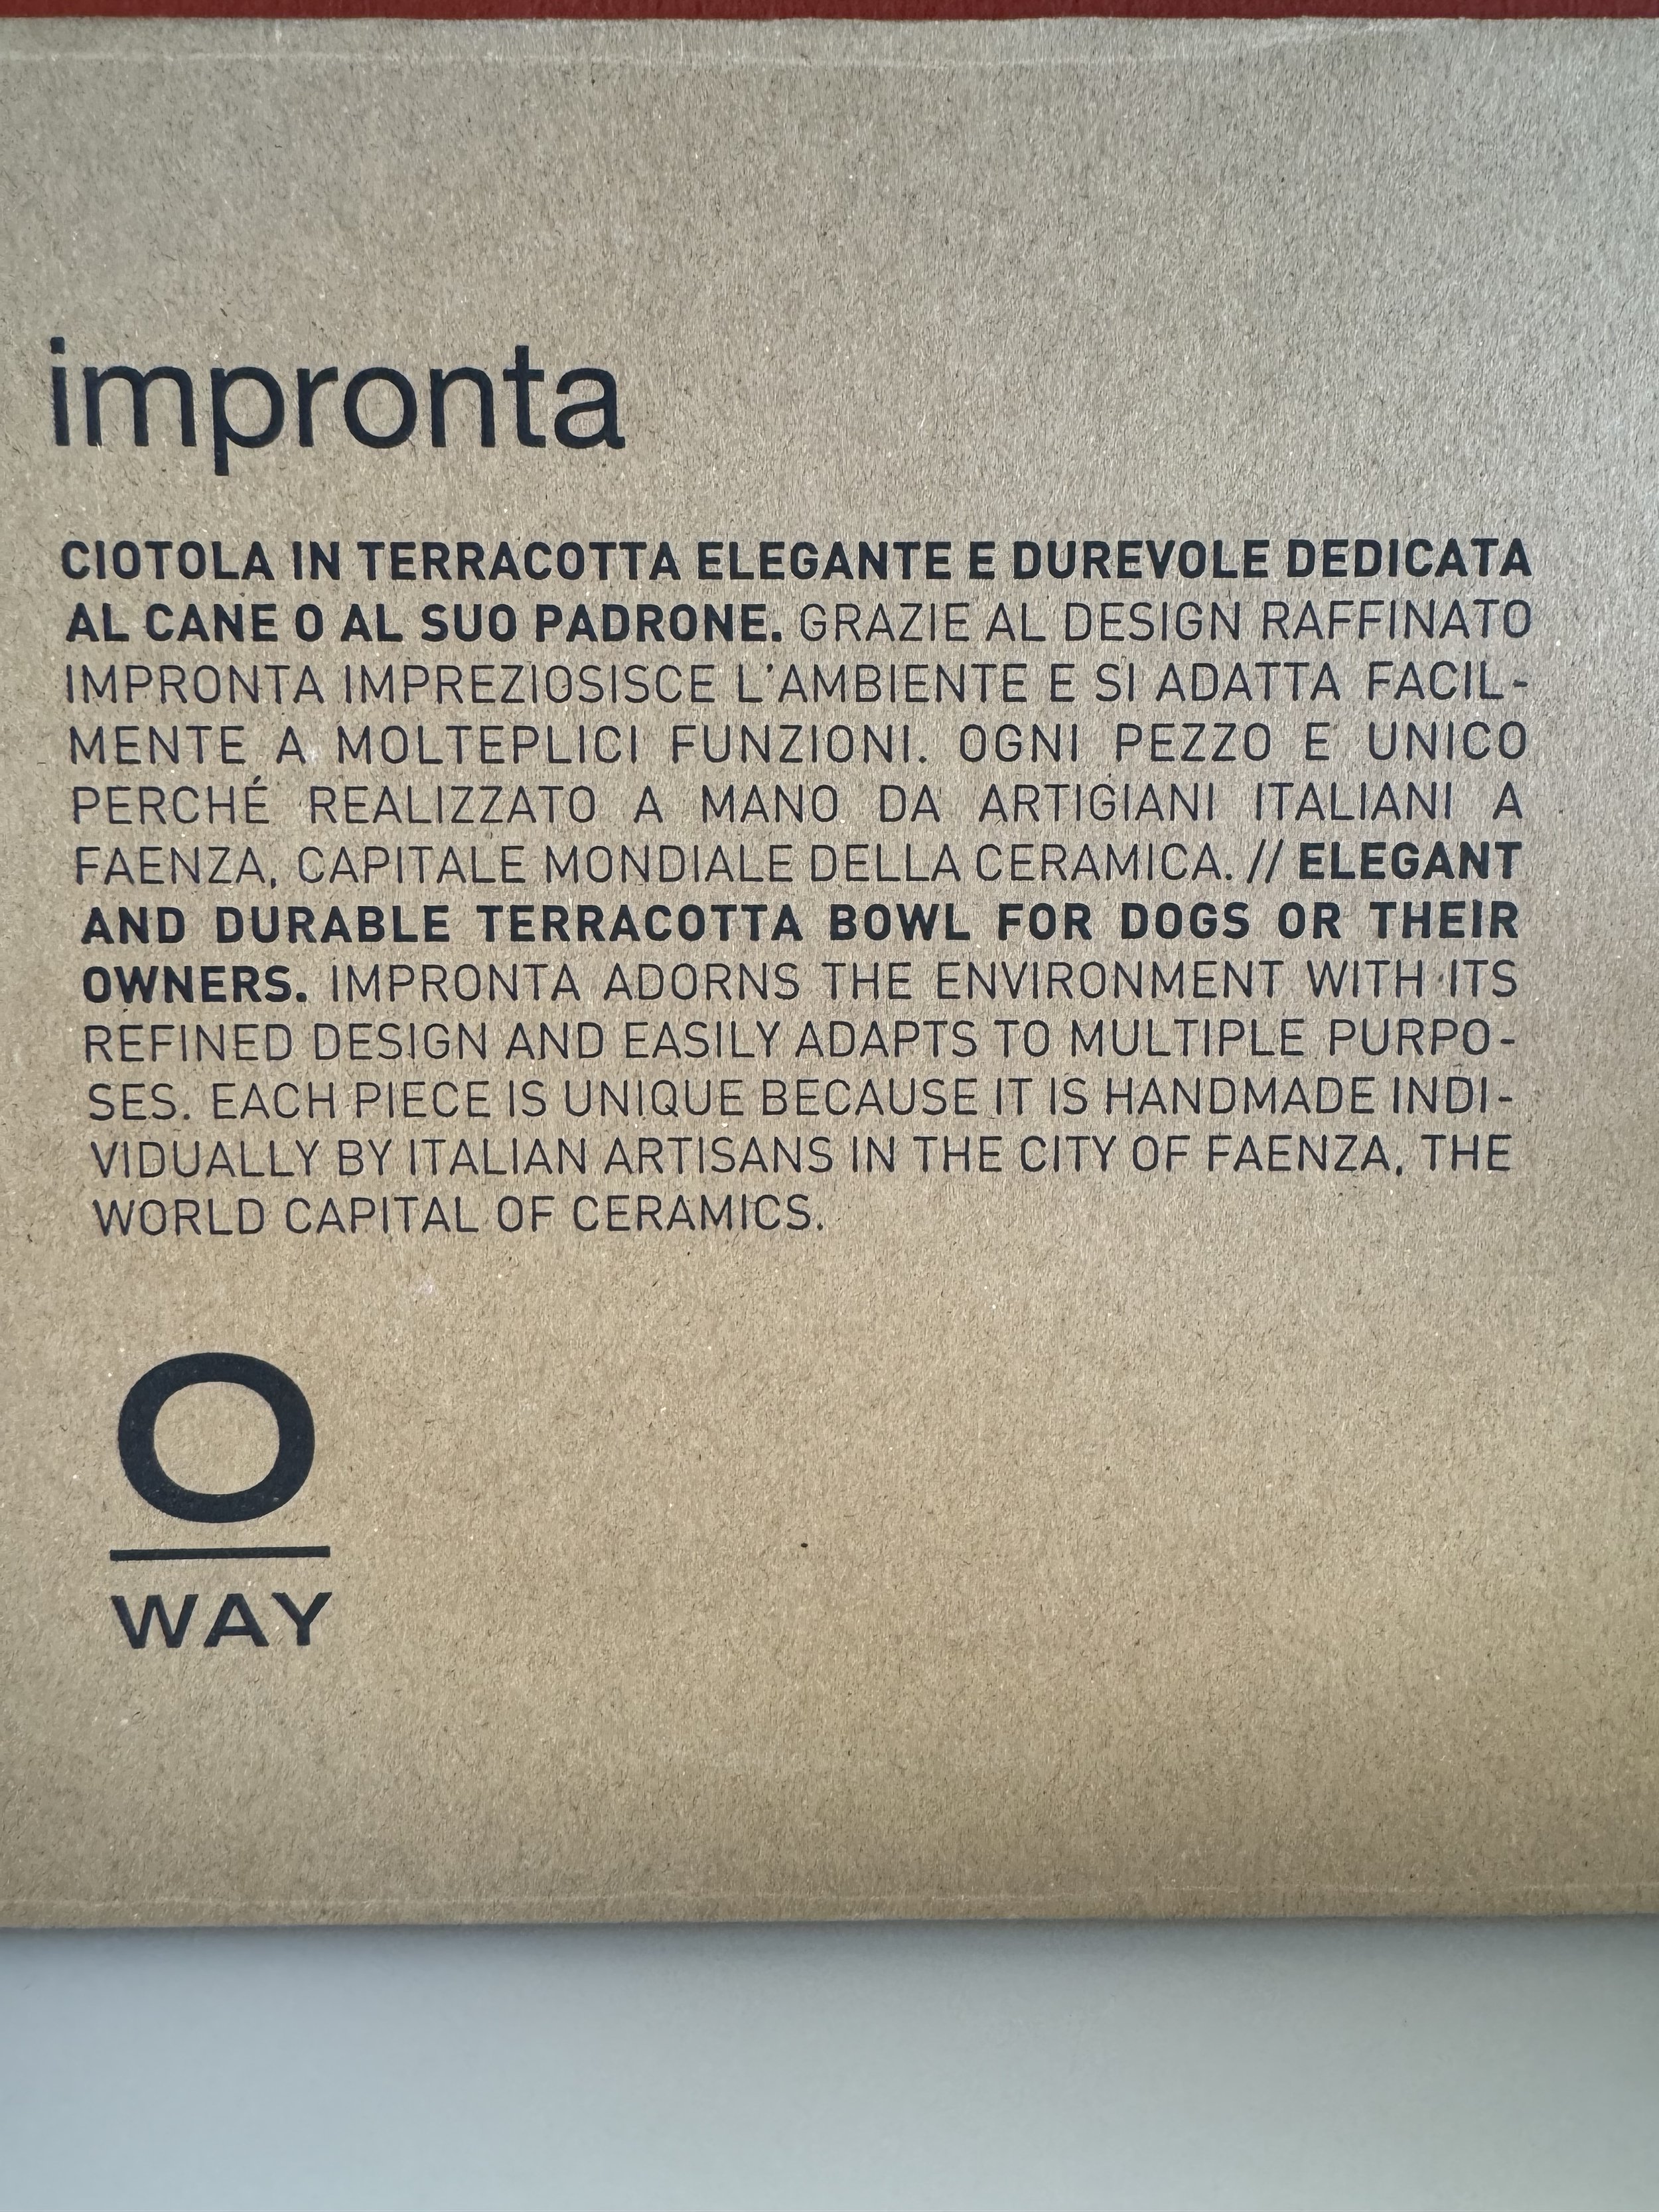 impronta
CIOTOLA IN TERRACOTTA ELEGANTE E DUREVOLE DEDICATA
AL CANE O AL SUO PADRONE. GRAZIE AL DESIGN RAFFINATO
IMPRONTA IMPREZIOSISCE L'AMBIENTE E SI ADATTA FACIL-
MENTE A MOLTEPLICI FUNZIONI. OGNI PEZZO E UNICO
PERCHÉ REALIZZATO A MANO DA ARTIGIANI ITALIANI A
FAENZA, CAPITALE MONDIALE DELLA CERAMICA. // ELEGANT
AND DURABLE TERRACOTTA BOWL FOR DOGS OR THEIR
OWNERS. IMPRONTA ADORNS THE ENVIRONMENT WITH ITS
REFINED DESIGN AND EASILY ADAPTS TO MULTIPLE PURPO-
SES. EACH PIECE IS UNIQUE BECAUSE IT IS HANDMADE INDI-
VIDUALLY BY ITALIAN ARTISANS IN THE CITY OF FAENZA, THE
WORLD CAPITAL OF CERAMICS.
O
WAY